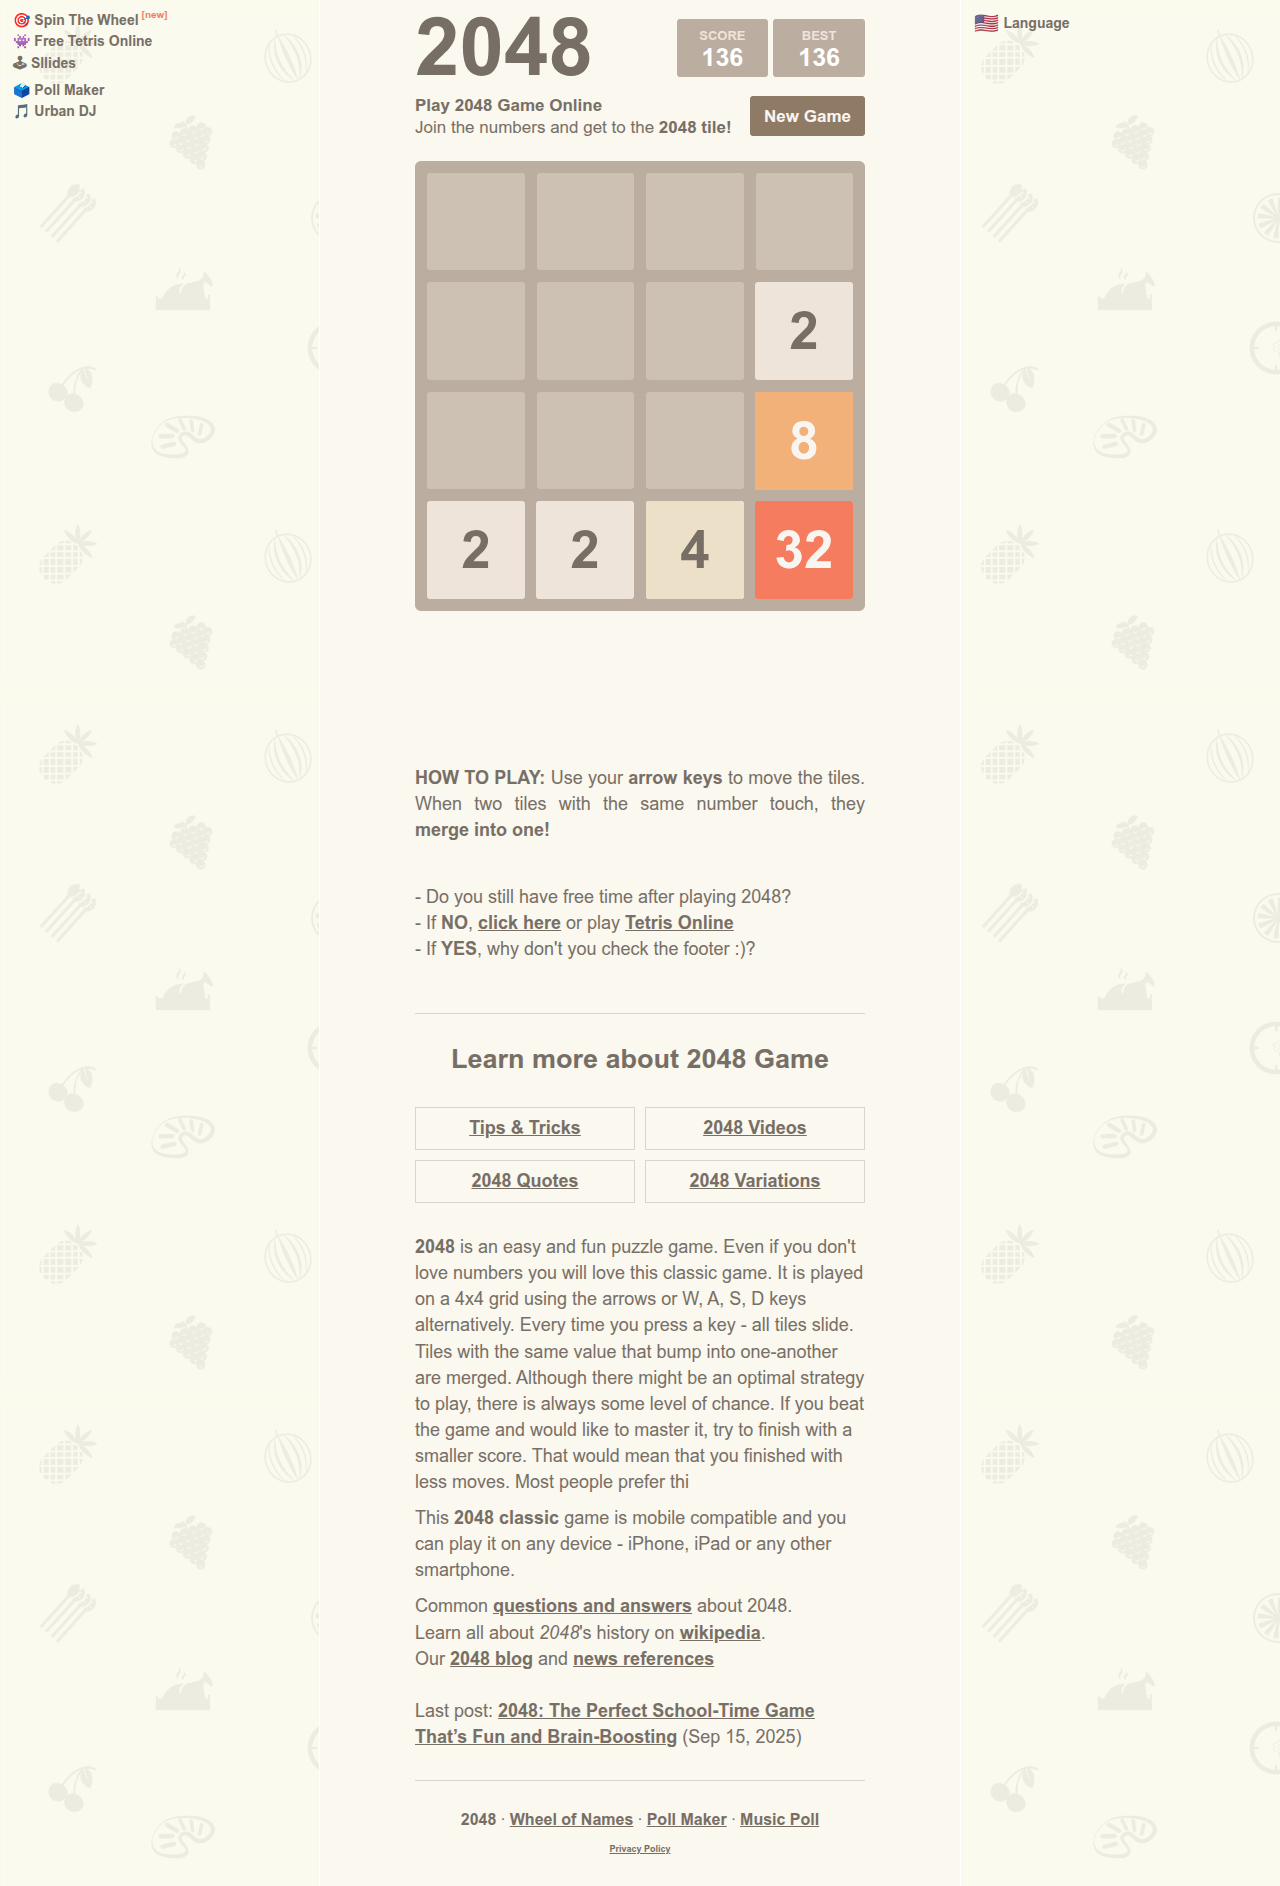 🎯 Spin The Wheel [new]
👾 Free Tetris Online
🕹 Sllides
🗳 Poll Maker
🎵 Urban DJ
🇺🇸 Language
2048
SCORE
136
BEST
136
Play 2048 Game Online
Join the numbers and get to the 2048 tile!
New Game
2
8
2 2 4 32
HOW TO PLAY: Use your arrow keys to move the tiles.
When two tiles with the same number touch, they
merge into one!
- Do you still have free time after playing 2048?
- If NO, click here or play Tetris Online
- If YES, why don't you check the footer :)?
Learn more about 2048 Game
Tips & Tricks
2048 Videos
2048 Quotes
2048 Variations
2048 is an easy and fun puzzle game. Even if you don't
love numbers you will love this classic game. It is played
on a 4x4 grid using the arrows or W, A, S, D keys
alternatively. Every time you press a key - all tiles slide.
Tiles with the same value that bump into one-another
are merged. Although there might be an optimal strategy
to play, there is always some level of chance. If you beat
the game and would like to master it, try to finish with a
smaller score. That would mean that you finished with
less moves. Most people prefer thi
This 2048 classic game is mobile compatible and you
can play it on any device - iPhone, iPad or any other
smartphone.
Common questions and answers about 2048.
Learn all about 2048's history on wikipedia.
Our 2048 blog and news references
Last post: 2048: The Perfect School-Time Game
That’s Fun and Brain-Boosting (Sep 15, 2025)
2048 · Wheel of Names · Poll Maker · Music Poll
Privacy Policy